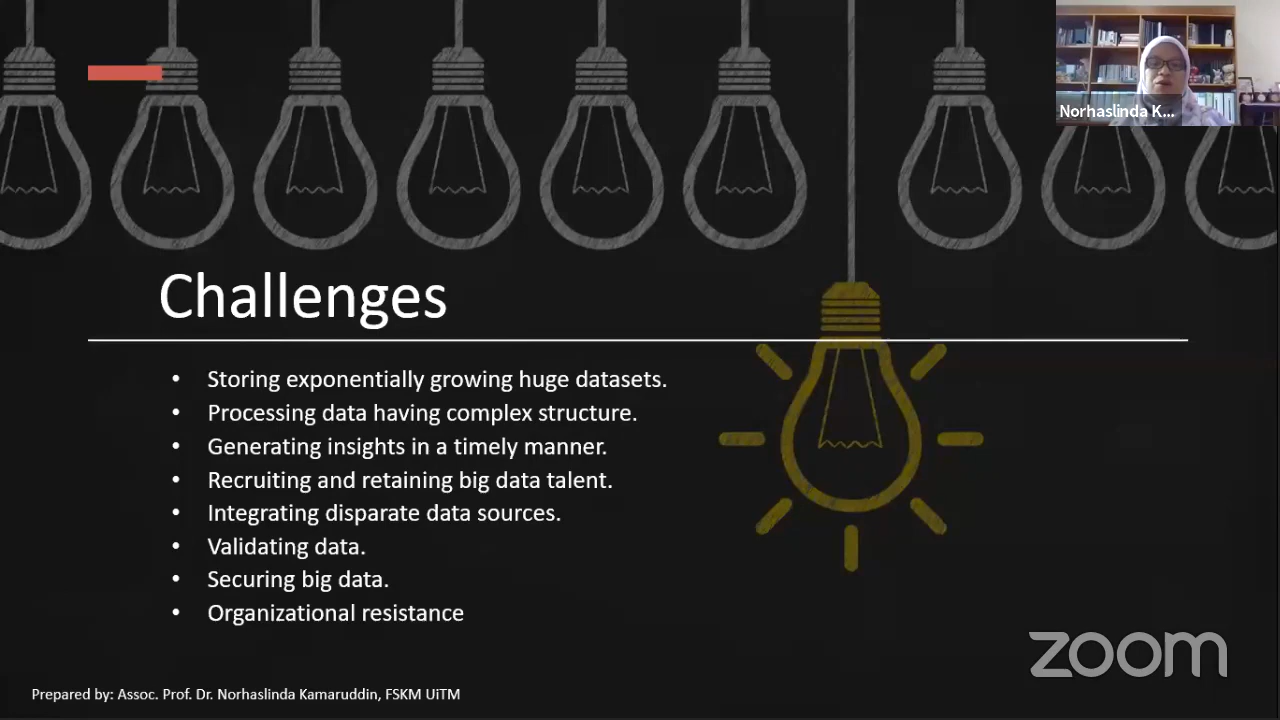 Norhaslinda K...
Challenges
• Storing exponentially growing huge datasets.
• Processing data having complex structure.
• Generating insights in a timely manner.
• Recruiting and retaining big data talent.
• Integrating disparate data sources.
• Validating data.
• Securing big data.
• Organizational resistance
zoom
Prepared by: Assoc. Prof. Dr. Norhaslinda Kamaruddin, FSKM UiTM